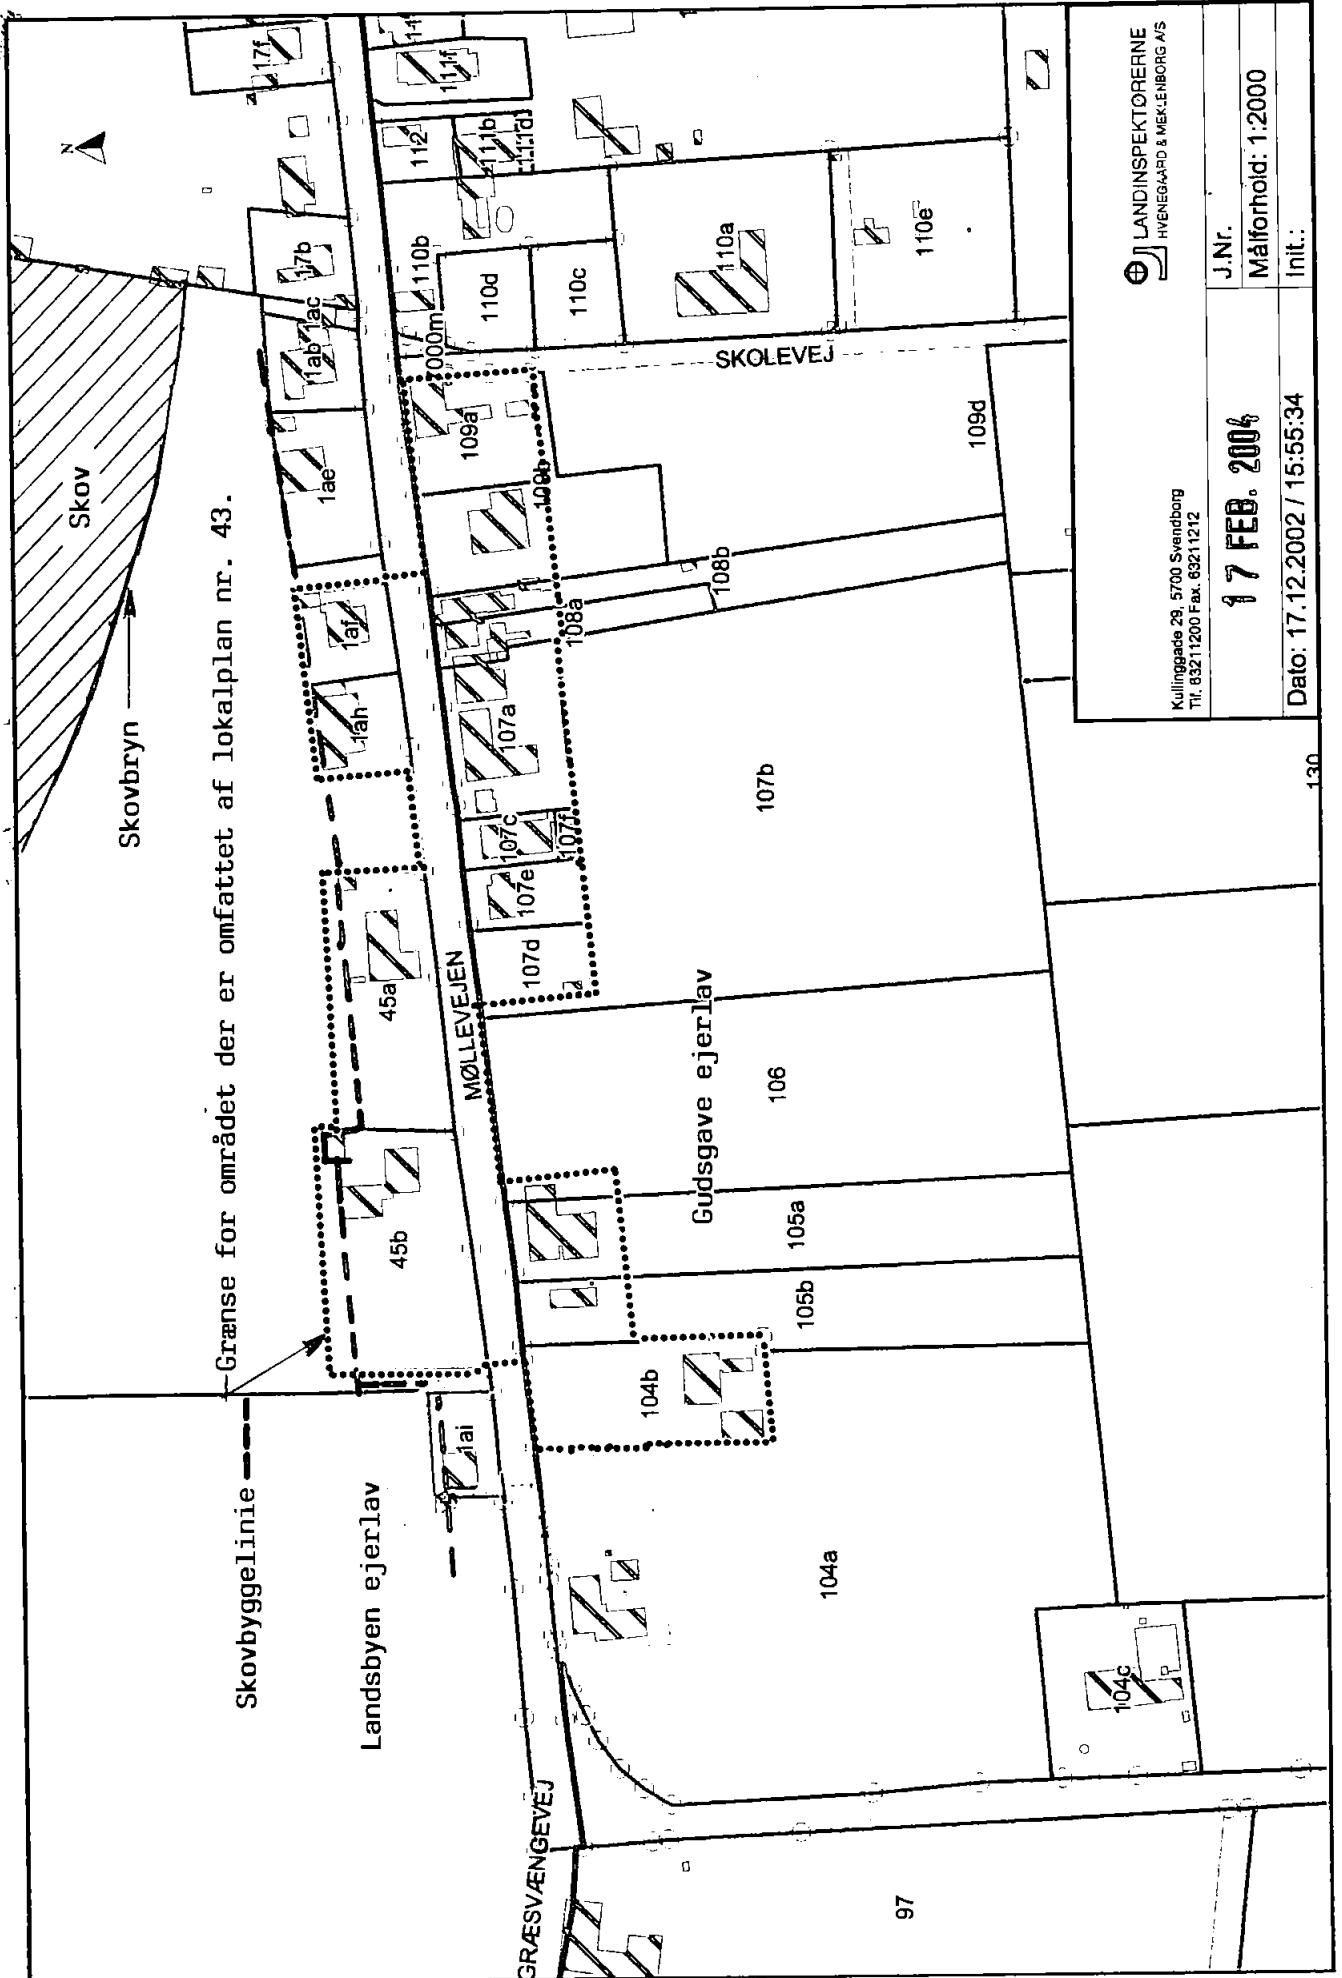 N
Skov
Skovbryn
Grænse for området der er omfattet af lokalplan nr. 43.
Skovbyggelinie
Landsbyen ejerlav
Gudsgave ejerlav
GRÆSVÆNGEVEJ
MØLLEVEJEN
SKOLEVEJ
17f
17b
1ac
1ab
1ae
1af
1ah
45a
45b
1ai
111f
112
111b
111d
110b
110d
110c
110a
110e
7000m
109a
109b
109d
108a
108b
107a
107b
107c
107f
107e
107d
106
105a
105b
104b
104a
104c
97
130
LANDINSPEKTØRERNE
HVENEGAARD & MEKLENBORG A/S
Kullinggade 29, 5700 Svendborg
Tlf. 63211200 Fax. 63211212
J.Nr.
17 FEB. 2004
Målforhold: 1:2000
Dato: 17.12.2002 / 15:55:34
Init.: